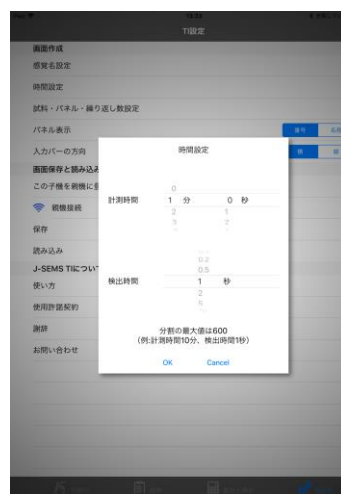 TI設定
画面作成
感覚名設定
時間設定
試料・パネル・繰り返し数設定
パネル表示
番号
入力バーの方向
横
画面保存と読み込み
この子機を親機に
親機接続
保存
読み込み
J-SEMS TIについて
使い方
使用許諾契約
謝辞
お問い合わせ
時間設定
0
計測時間 1 分 0 秒
2 1
3 2
0.2
0.5
検出時間 1 秒
2
5
分割の最大値は600
(例:計測時間10分、検出時間1秒)
OK Cancel